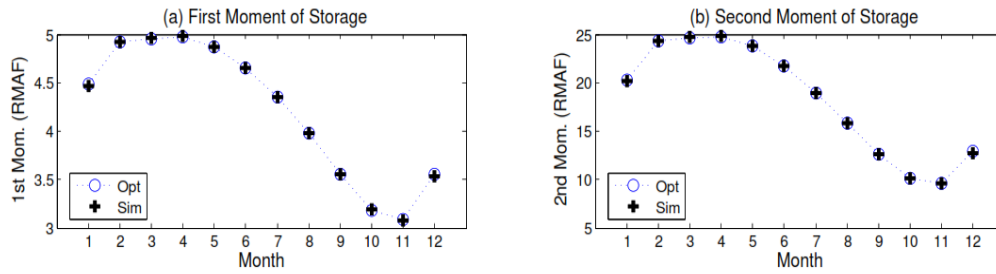 (a) First Moment of Storage
1st Mom. (RMAF)
5
4.5
4
3.5
3
Opt
Sim
1 2 3 4 5 6 7 8 9 10 11 12
Month
(b) Second Moment of Storage
2nd Mom. (RMAF)
25
20
15
10
5
Opt
Sim
1 2 3 4 5 6 7 8 9 10 11 12
Month